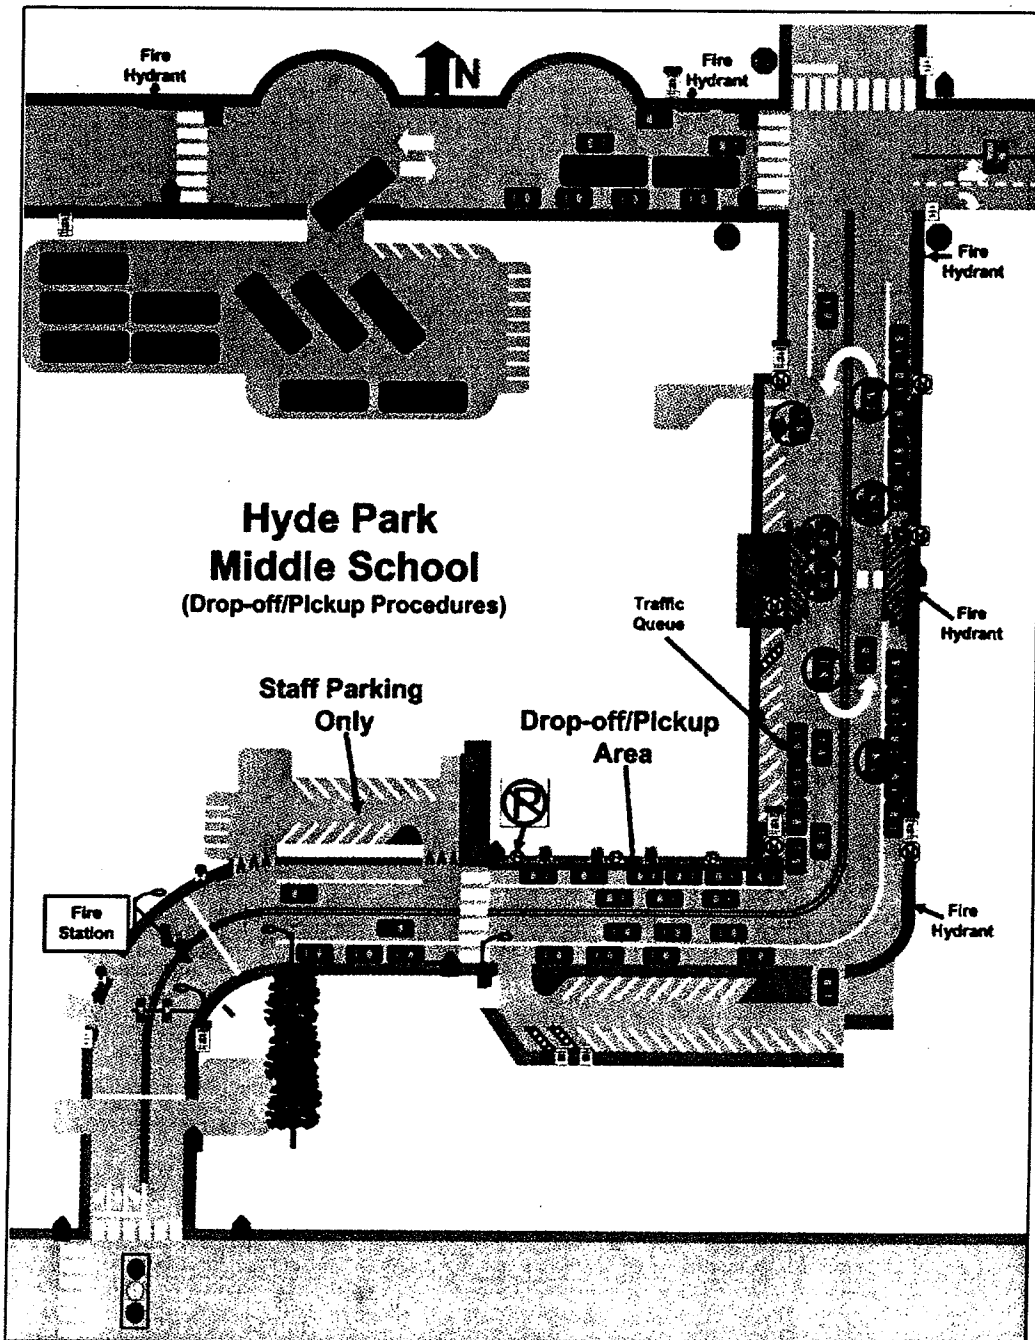 Fire
Hydrant
N
Fire
Hydrant
Fire
Hydrant
Hyde Park
Middle School
(Drop-off/Pickup Procedures)
Traffic
Queue
Fire
Hydrant
Staff Parking
Only
Drop-off/Pickup
Area
Fire
Station
Fire
Hydrant